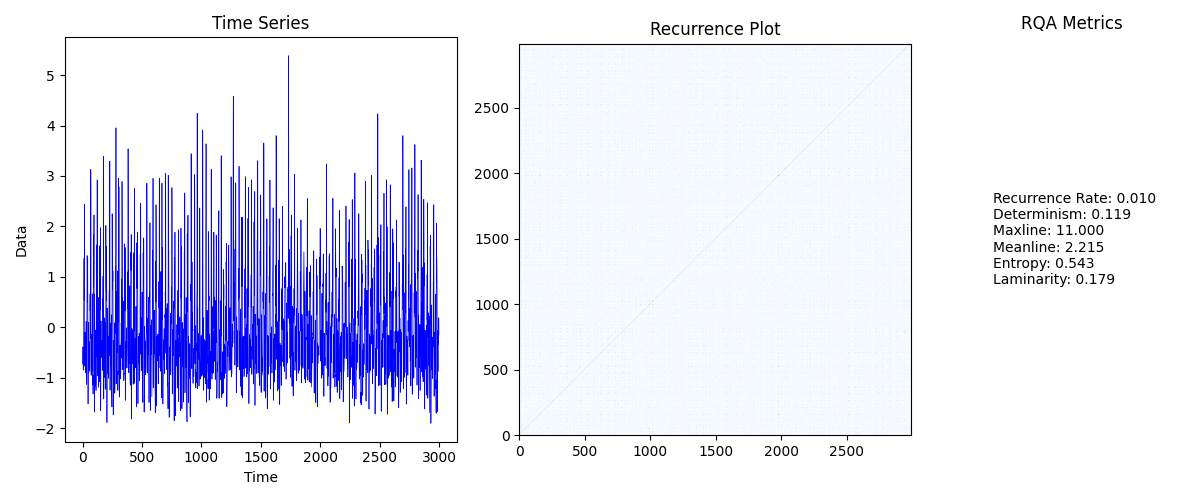 Time Series
Data
5
4
3
2
1
0
−1
−2
0
500
1000
1500
2000
2500
3000
Time
Recurrence Plot
2500
2000
1500
1000
500
0
0
500
1000
1500
2000
2500
RQA Metrics
Recurrence Rate: 0.010
Determinism: 0.119
Maxline: 11.000
Meanline: 2.215
Entropy: 0.543
Laminarity: 0.179